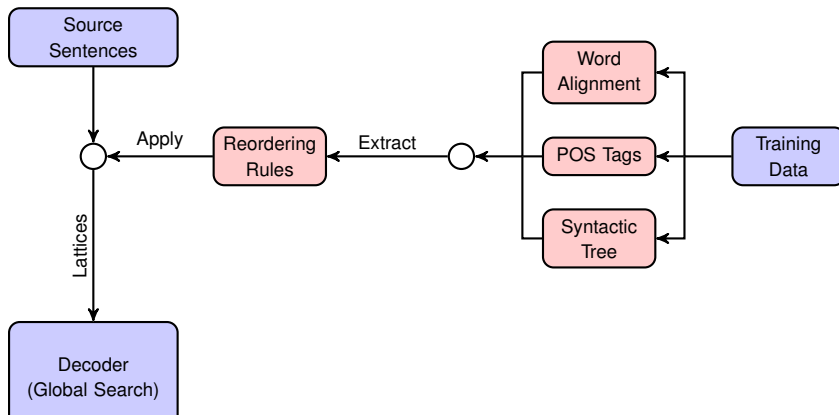 Source
Sentences
Word
Alignment
Apply
Reordering
Rules
Extract
POS Tags
Training
Data
Syntactic
Tree
Lattices
Decoder
(Global Search)